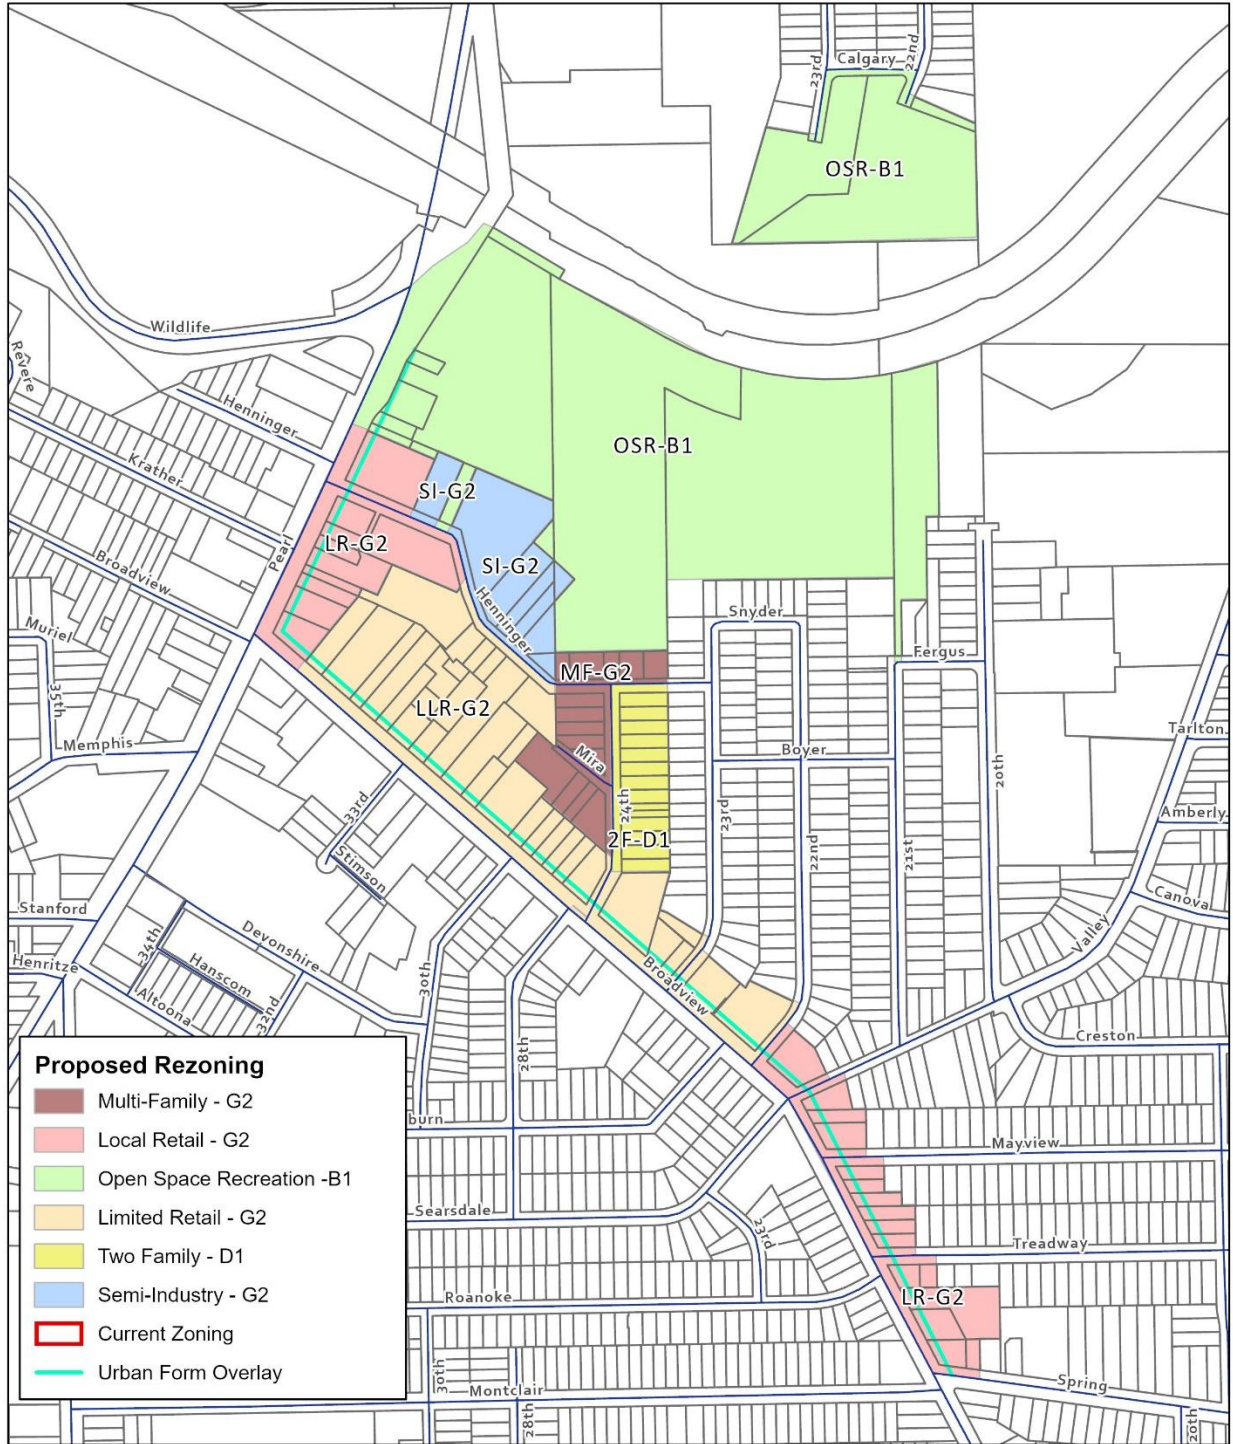 23rd
Calgary
22nd
OSR-B1
Wildlife
Revere
Henninger
Krather
Broadview
Pearl
OSR-B1
SI-G2
LR-G2
SI-G2
Henninger
Muriel
35th
Memphis
Snyder
Fergus
MF-G2
LLR-G2
Mira
Boyer
24th
2F-D1
23rd
22nd
21st
20th
Tarlton
Amberly
Canova
Valley
33rd
Stimson
Stanford
34th
Devonshire
Hanscom
Henritze
Altoona
32nd
30th
28th
Broadview
Creston
burn
Mayview
Searsdale
23rd
Treadway
Roanoke
LR-G2
30th
Montclair
28th
Spring
20th
Proposed Rezoning
Multi-Family - G2
Local Retail - G2
Open Space Recreation -B1
Limited Retail - G2
Two Family - D1
Semi-Industry - G2
Current Zoning
Urban Form Overlay